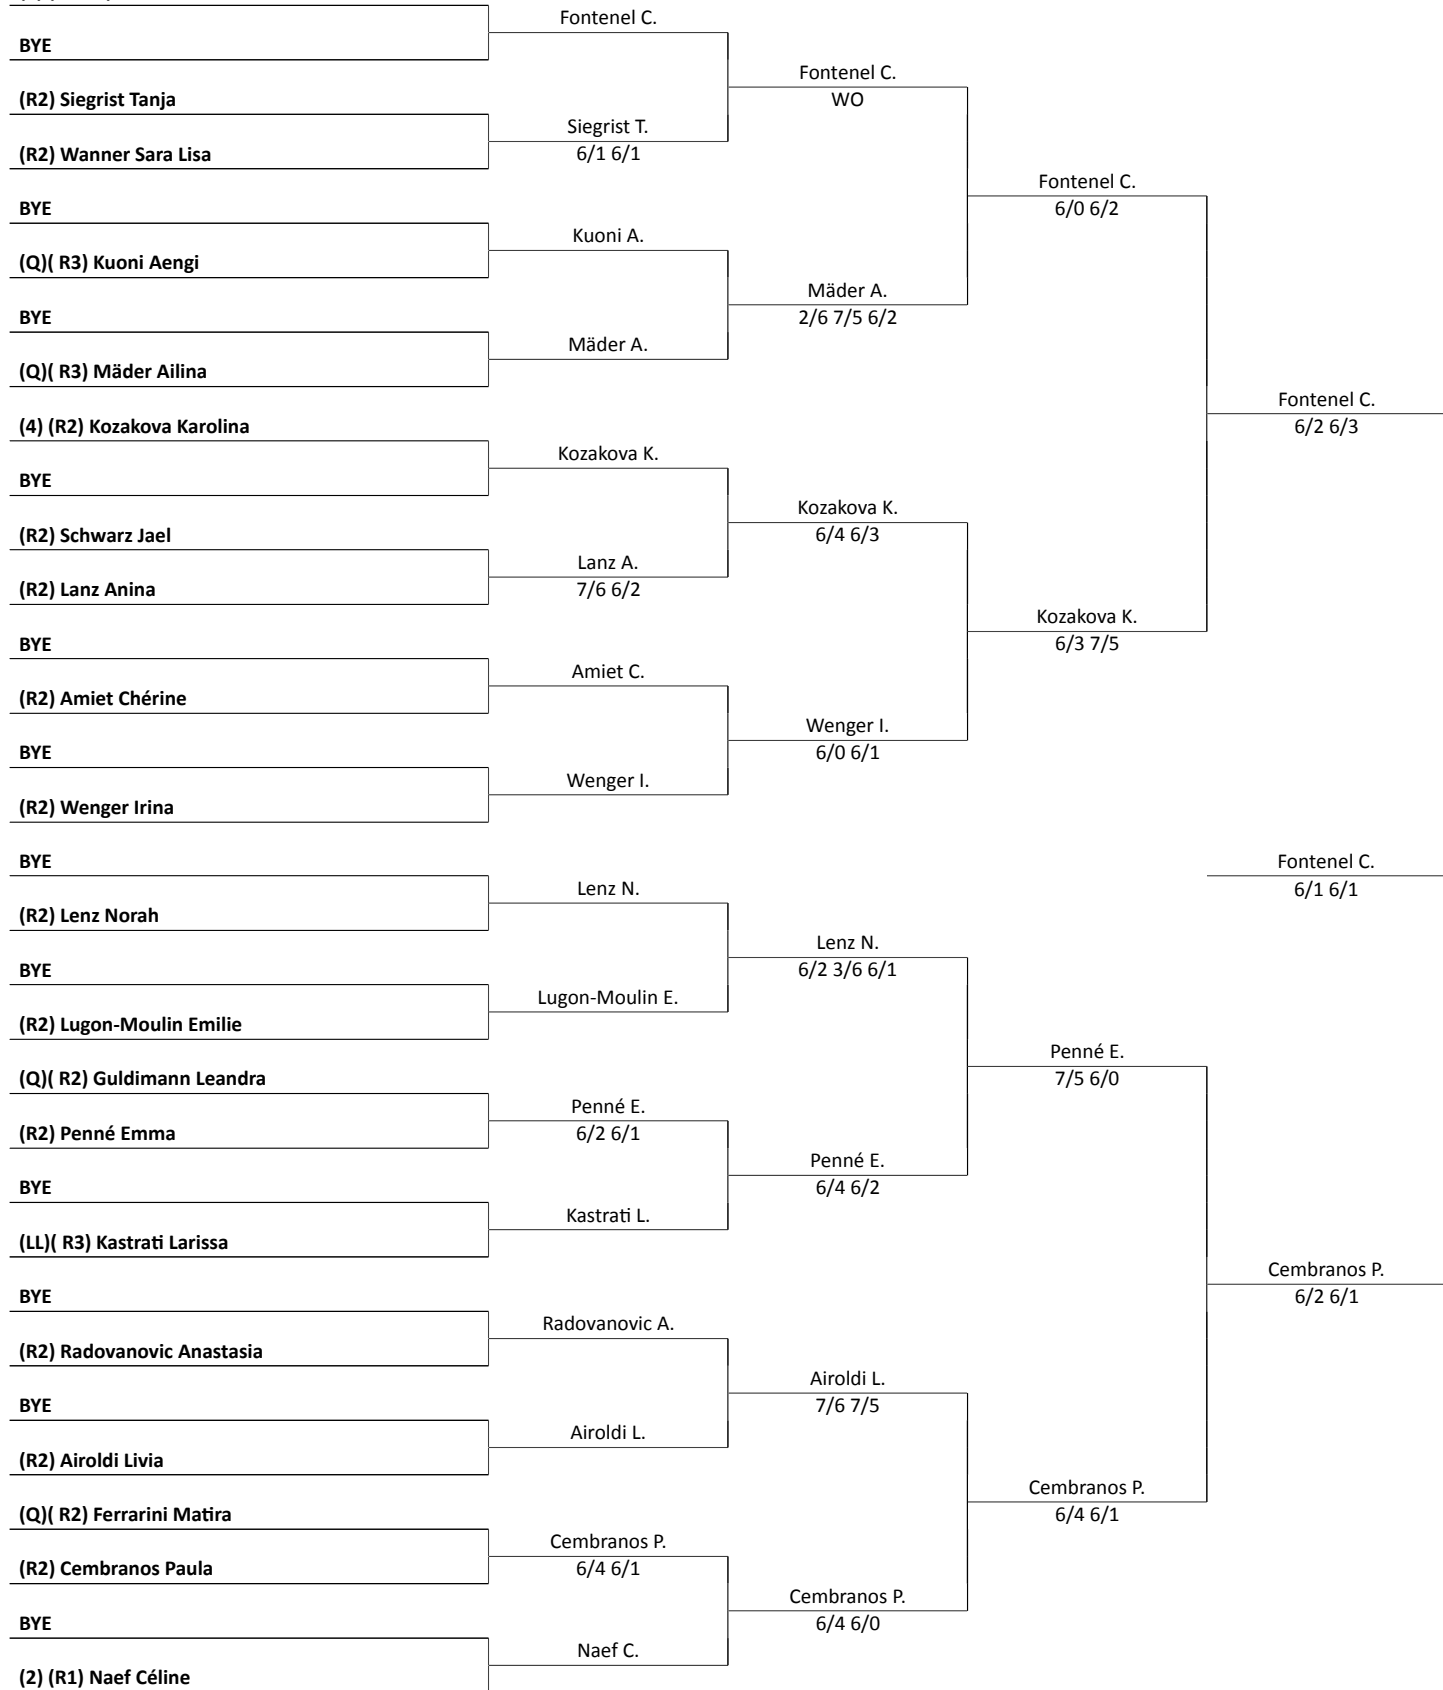 BYE
(R2) Siegrist Tanja
(R2) Wanner Sara Lisa
BYE
(Q)( R3) Kuoni Aengi
BYE
(Q)( R3) Mäder Ailina
(4) (R2) Kozakova Karolina
BYE
(R2) Schwarz Jael
(R2) Lanz Anina
BYE
(R2) Amiet Chérine
BYE
(R2) Wenger Irina
BYE
(R2) Lenz Norah
BYE
(R2) Lugon-Moulin Emilie
(Q)( R2) Guldimann Leandra
(R2) Penné Emma
BYE
(LL)( R3) Kastrati Larissa
BYE
(R2) Radovanovic Anastasia
BYE
(R2) Airoldi Livia
(Q)( R2) Ferrarini Matira
(R2) Cembranos Paula
BYE
(2) (R1) Naef Céline
Fontenel C.
Siegrist T.
6/1 6/1
Kuoni A.
Mäder A.
Kozakova K.
Lanz A.
7/6 6/2
Amiet C.
Wenger I.
Lenz N.
Lugon-Moulin E.
Penné E.
6/2 6/1
Kastrati L.
Radovanovic A.
Airoldi L.
Cembranos P.
6/4 6/1
Naef C.
Fontenel C.
WO
Mäder A.
2/6 7/5 6/2
Kozakova K.
6/4 6/3
Wenger I.
6/0 6/1
Lenz N.
6/2 3/6 6/1
Penné E.
6/4 6/2
Airoldi L.
7/6 7/5
Cembranos P.
6/4 6/0
Fontenel C.
6/0 6/2
Kozakova K.
6/3 7/5
Penné E.
7/5 6/0
Cembranos P.
6/4 6/1
Fontenel C.
6/2 6/3
Fontenel C.
6/1 6/1
Cembranos P.
6/2 6/1